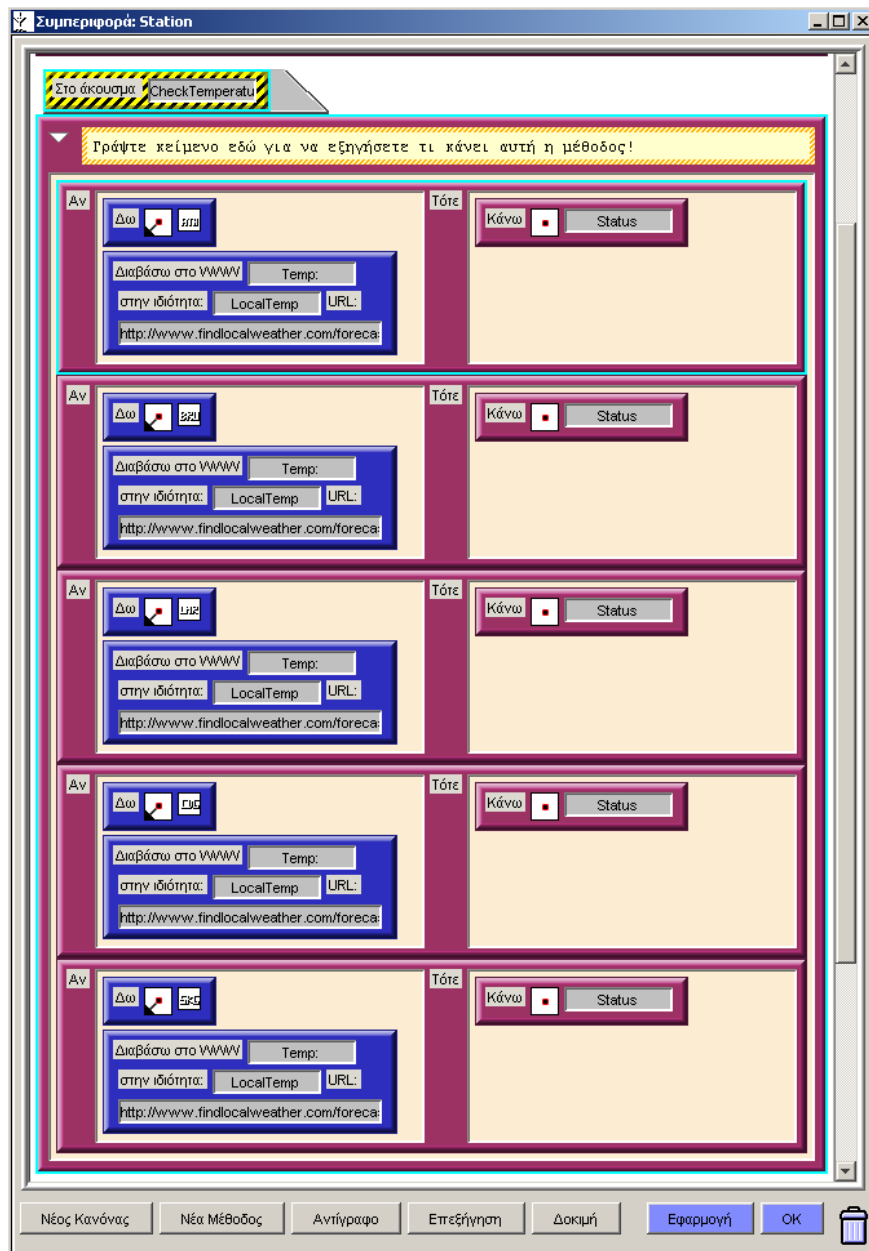 Συμπεριφορά: Station
Στο άκουσμα CheckTemperatu
Γράψτε κείμενο εδώ για να εξηγήσετε τι κάνει αυτή η μέθοδος!
Αν
Δω
Διαβάσω στο WWW Temp:
στην ιδιότητα: LocalTemp URL:
http://www.findlocalweather.com/foreca
Τότε
Κάνω Status
Αν
Δω
Διαβάσω στο WWW Temp:
στην ιδιότητα: LocalTemp URL:
http://www.findlocalweather.com/foreca
Τότε
Κάνω Status
Αν
Δω
Διαβάσω στο WWW Temp:
στην ιδιότητα: LocalTemp URL:
http://www.findlocalweather.com/foreca
Τότε
Κάνω Status
Αν
Δω
Διαβάσω στο WWW Temp:
στην ιδιότητα: LocalTemp URL:
http://www.findlocalweather.com/foreca
Τότε
Κάνω Status
Αν
Δω
Διαβάσω στο WWW Temp:
στην ιδιότητα: LocalTemp URL:
http://www.findlocalweather.com/foreca
Τότε
Κάνω Status
Νέος Κανόνας Νέα Μέθοδος Αντίγραφο Επεξήγηση Δοκιμή Εφαρμογή OK